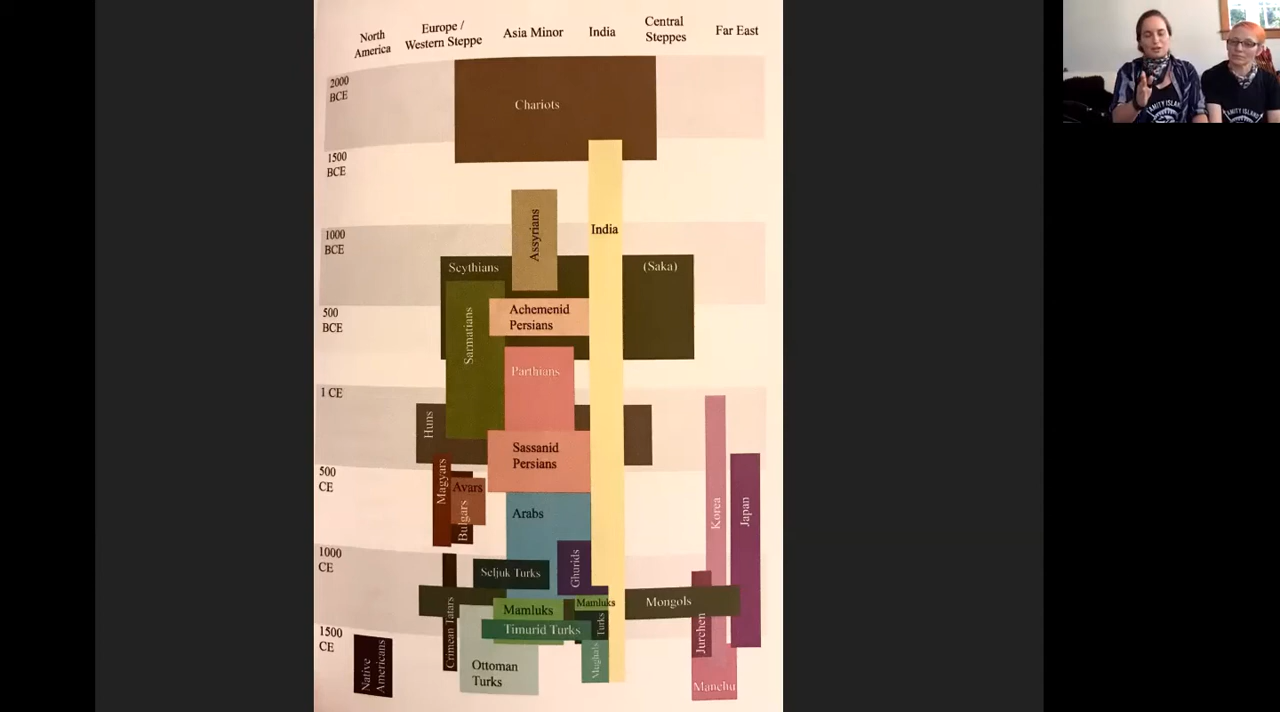 North
America
Europe /
Western Steppe
Asia Minor
India
Central
Steppes
Far East
2000
BCE
Chariots
1500
BCE
Assyrians
India
1000
BCE
Scythians
(Saka)
500
BCE
Achemenid
Persians
Sarmatians
Parthians
1 CE
Huns
Sassanid
Persians
500
CE
Magyars
Avars
Bulgars
Arabs
Korea
Japan
1000
CE
Seljuk Turks
Ghurids
Mamluks
Mamluks
Turks
Mongols
Crimean Tatars
Timurid Turks
Jurchen
1500
CE
Native
Americans
Ottoman
Turks
Manchu
AMITY ISLAND